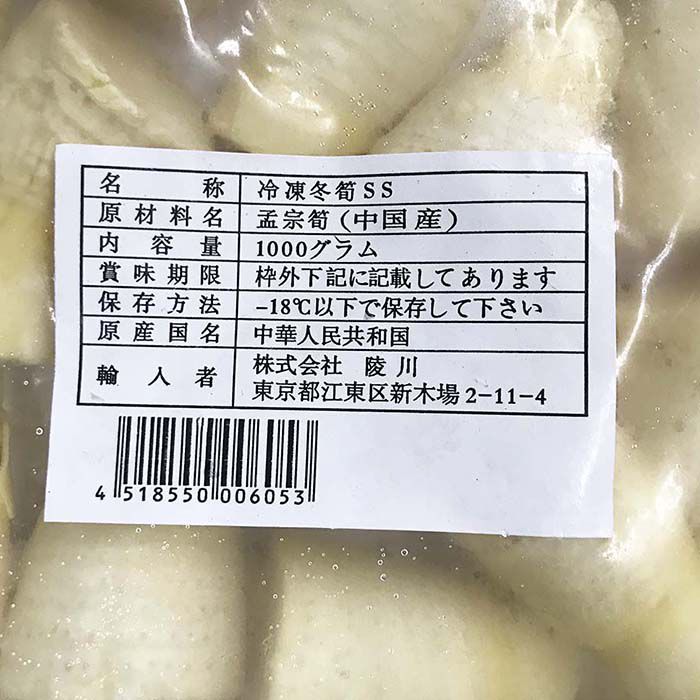 名称 冷凍冬筍SS
原材料名 孟宗筍(中国産)
内容量 1000グラム
賞味期限 枠外下記に記載してあります
保存方法 -18℃以下で保存して下さい
原産国名 中華人民共和国
輸入者 株式会社 陵川
東京都江東区新木場2-11-4
4 518550 006053